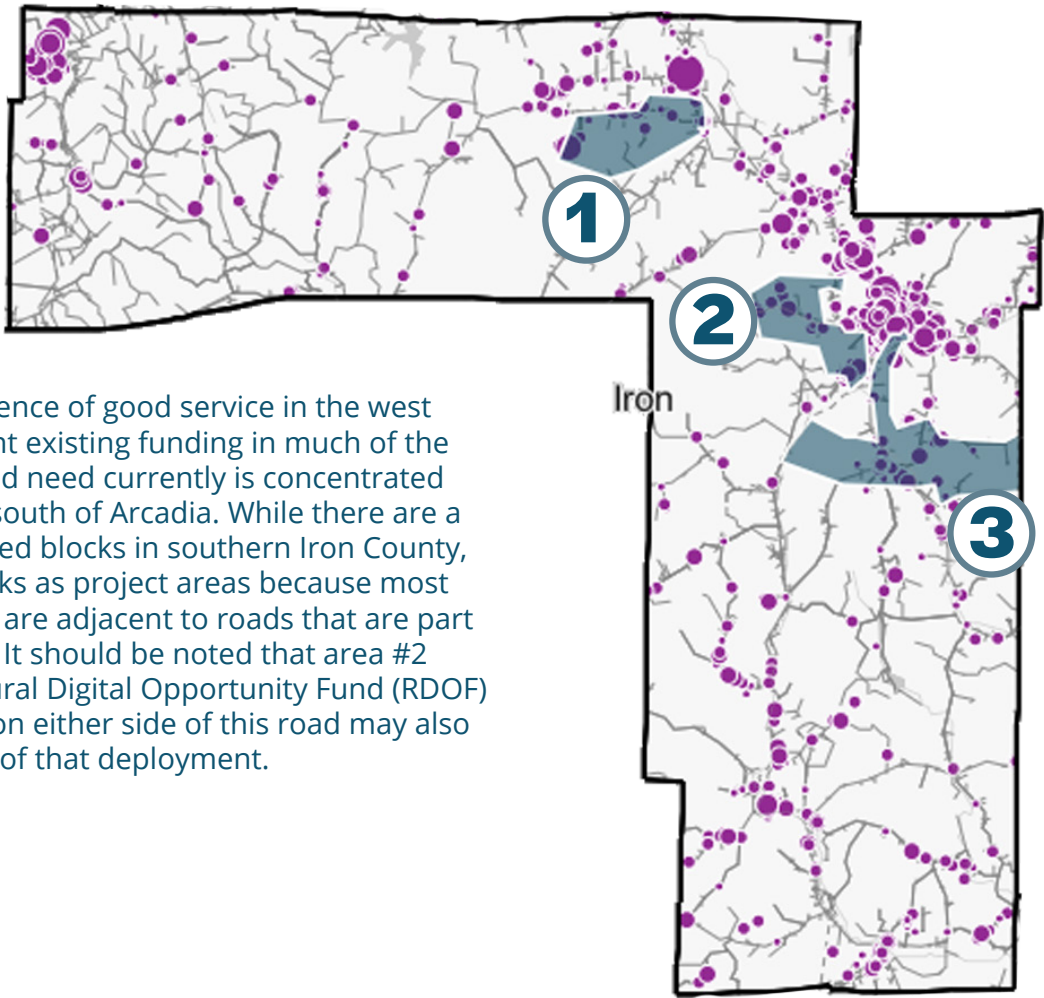 1
2
Iron
ence of good service in the west
nt existing funding in much of the
d need currently is concentrated
south of Arcadia. While there are a
ed blocks in southern Iron County,
ks as project areas because most
are adjacent to roads that are part
3
It should be noted that area #2
ural Digital Opportunity Fund (RDOF)
on either side of this road may also
of that deployment.